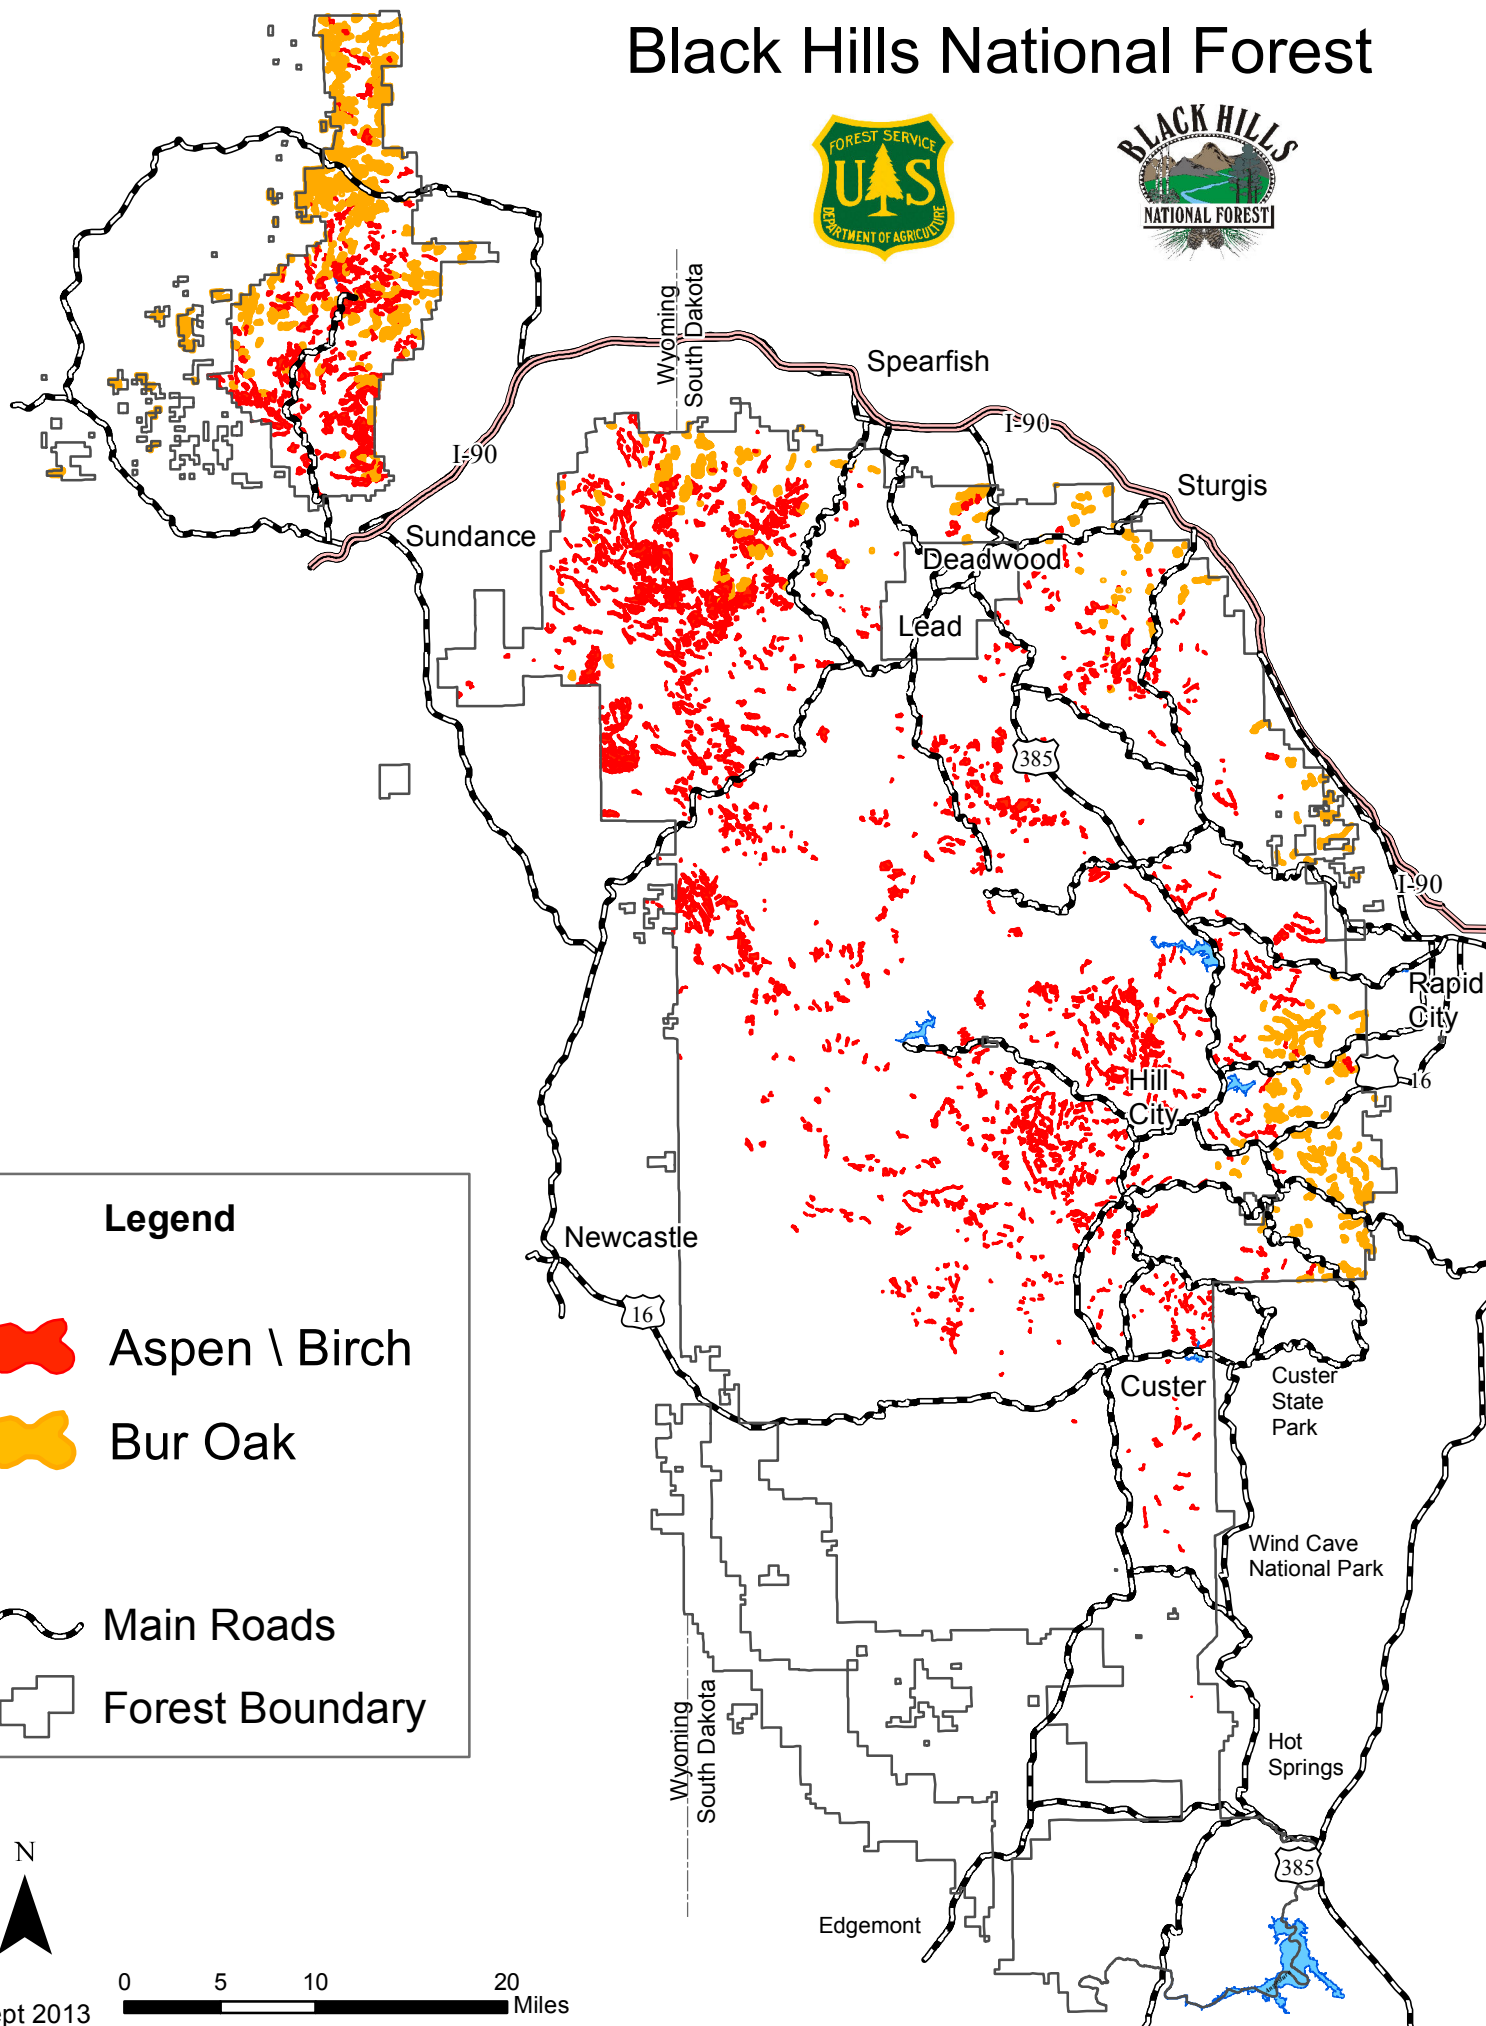 Black Hills National Forest
FOREST SERVICE
U S
DEPARTMENT OF AGRICULTURE
BLACK HILLS
NATIONAL FOREST
Wyoming
South Dakota
Spearfish
I-90
I-90
Sturgis
Sundance
Deadwood
Lead
385
I-90
Rapid
City
16
Hill
City
Newcastle
16
Custer
Custer
State
Park
Wind Cave
National Park
Wyoming
South Dakota
Hot
Springs
385
Edgemont
Legend
Aspen \ Birch
Bur Oak
Main Roads
Forest Boundary
N
0 5 10 20
Miles
ept 2013